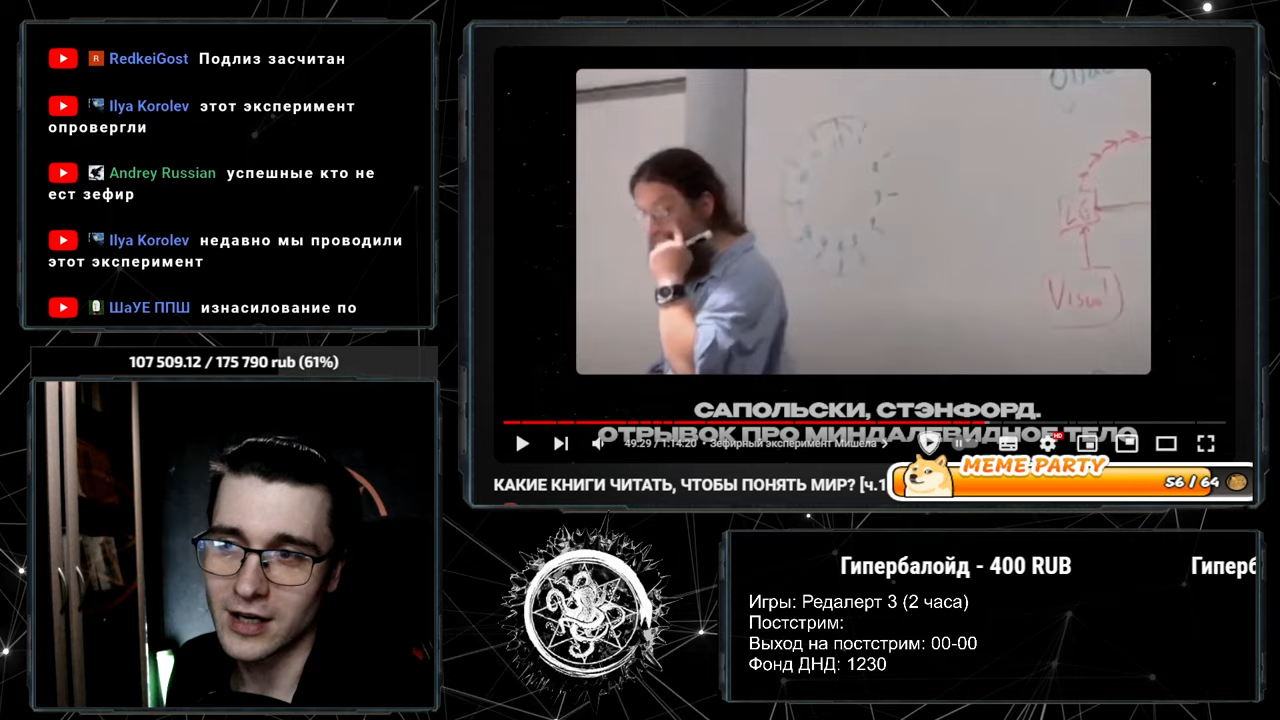 RedkeiGost Подлиз засчитан
Ilya Korolev этот эксперимент
опровергли
Andrey Russian успешные кто не
ест зефир
Ilya Korolev недавно мы проводили
этот эксперимент
ШаУЕ ППШ изнасилование по
107 509.12 / 175 790 rub (61%)
Visual
САПОЛЬСКИ, СТЭНФОРД.
ОТРЫВОК ПРО МИНДАЛЕВИДНОЕ ТЕЛО
49:29 / 1:14:20 • Зефирный эксперимент Мишела
HD
MEME PARTY
56 / 64
КАКИЕ КНИГИ ЧИТАТЬ, ЧТОБЫ ПОНЯТЬ МИР? [ч.1
Гипербалойд - 400 RUB
Гиперб
Игры: Редалерт 3 (2 часа)
Постстрим:
Выход на постстрим: 00-00
Фонд ДНД: 1230